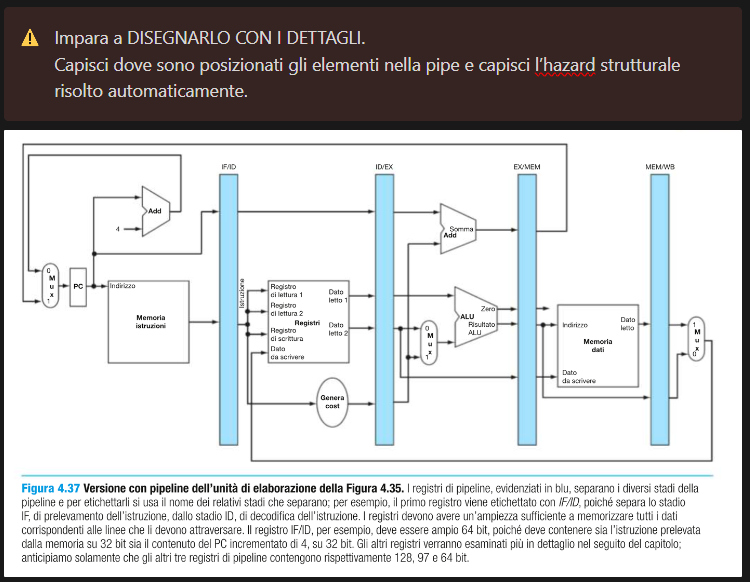 Impara a DISEGNARLO CON I DETTAGLI.
Capisci dove sono posizionati gli elementi nella pipe e capisci l'hazard strutturale
risolto automaticamente.
IF/ID
ID/EX
EX/MEM
MEM/WB
Add
4
0
M
u
x
1
PC
Indirizzo
Memoria
istruzioni
Istruzione
Registro
di lettura 1
Registro
di lettura 2
Registri
Registro
di scrittura
Dato
da scrivere
Dato
letto 1
Dato
letto 2
Genera
cost
Somma
Add
0
M
u
x
1
ALU
Zero
Risultato
ALU
Indirizzo
Dato
letto
Memoria
dati
Dato
da scrivere
1
M
u
x
0
Figura 4.37 Versione con pipeline dell'unità di elaborazione della Figura 4.35. I registri di pipeline, evidenziati in blu, separano i diversi stadi della
pipeline e per etichettarli si usa il nome dei relativi stadi che separano; per esempio, il primo registro viene etichettato con IF/ID, poiché separa lo stadio
IF, di prelevamento dell'istruzione, dallo stadio ID, di decodifica dell'istruzione. I registri devono avere un'ampiezza sufficiente a memorizzare tutti i dati
corrispondenti alle linee che li devono attraversare. Il registro IF/ID, per esempio, deve essere ampio 64 bit, poiché deve contenere sia l'istruzione prelevata
dalla memoria su 32 bit sia il contenuto del PC incrementato di 4, su 32 bit. Gli altri registri verranno esaminati più in dettaglio nel seguito del capitolo;
anticipiamo solamente che gli altri tre registri di pipeline contengono rispettivamente 128, 97 e 64 bit.